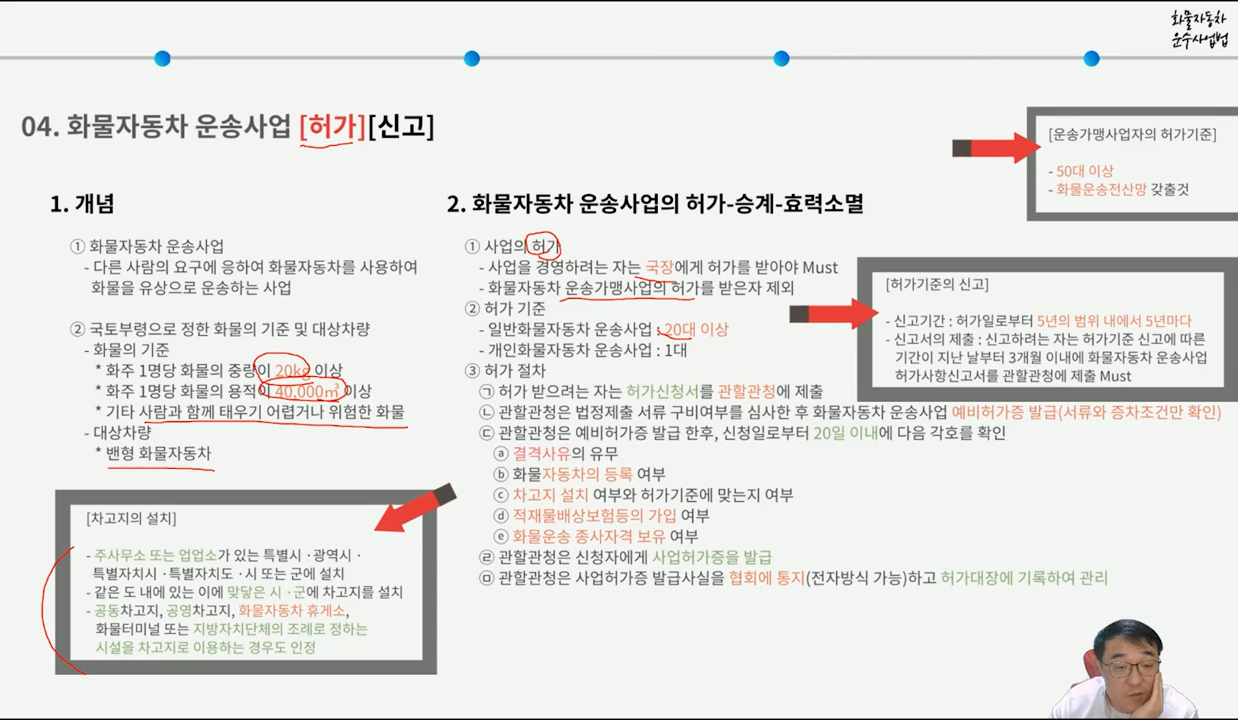 화물자동차
운수사업법
04. 화물자동차 운송사업 [허가][신고]
1. 개념
① 화물자동차 운송사업
- 다른 사람의 요구에 응하여 화물자동차를 사용하여
화물을 유상으로 운송하는 사업
② 국토부령으로 정한 화물의 기준 및 대상차량
- 화물의 기준
* 화주 1명당 화물의 중량이 20kg 이상
* 화주 1명당 화물의 용적이 40,000㎥ 이상
* 기타 사람과 함께 태우기 어렵거나 위험한 화물
- 대상차량
* 밴형 화물자동차
[차고지의 설치]
- 주사무소 또는 업업소가 있는 특별시 · 광역시 ·
특별자치시 · 특별자치도 · 시 또는 군에 설치
- 같은 도 내에 있는 이에 맞닿은 시 · 군에 차고지를 설치
- 공동차고지, 공영차고지, 화물자동차 휴게소,
화물터미널 또는 지방자치단체의 조례로 정하는
시설을 차고지로 이용하는 경우도 인정
2. 화물자동차 운송사업의 허가-승계-효력소멸
① 사업의 허가
- 사업을 경영하려는 자는 국장에게 허가를 받아야 Must
- 화물자동차 운송가맹사업의 허가를 받은자 제외
② 허가 기준
- 일반화물자동차 운송사업 : 20대 이상
- 개인화물자동차 운송사업 : 1대
③ 허가 절차
㉠ 허가 받으려는 자는 허가신청서를 관할관청에 제출
㉡ 관할관청은 법정제출 서류 구비여부를 심사한 후 화물자동차 운송사업 예비허가증 발급(서류와 증차조건만 확인)
㉢ 관할관청은 예비허가증 발급 한후, 신청일로부터 20일 이내에 다음 각호를 확인
ⓐ 결격사유의 유무
ⓑ 화물자동차의 등록 여부
ⓒ 차고지 설치 여부와 허가기준에 맞는지 여부
ⓓ 적재물배상보험등의 가입 여부
ⓔ 화물운송 종사자격 보유 여부
㉣ 관할관청은 신청자에게 사업허가증을 발급
㉤ 관할관청은 사업허가증 발급사실을 협회에 통지(전자방식 가능)하고 허가대장에 기록하여 관리
[운송가맹사업자의 허가기준]
- 50대 이상
- 화물운송전산망 갖출것
[허가기준의 신고]
- 신고기간 : 허가일로부터 5년의 범위 내에서 5년마다
- 신고서의 제출 : 신고하려는 자는 허가기준 신고에 따른
기간이 지난 날부터 3개월 이내에 화물자동차 운송사업
허가사항신고서를 관할관청에 제출 Must